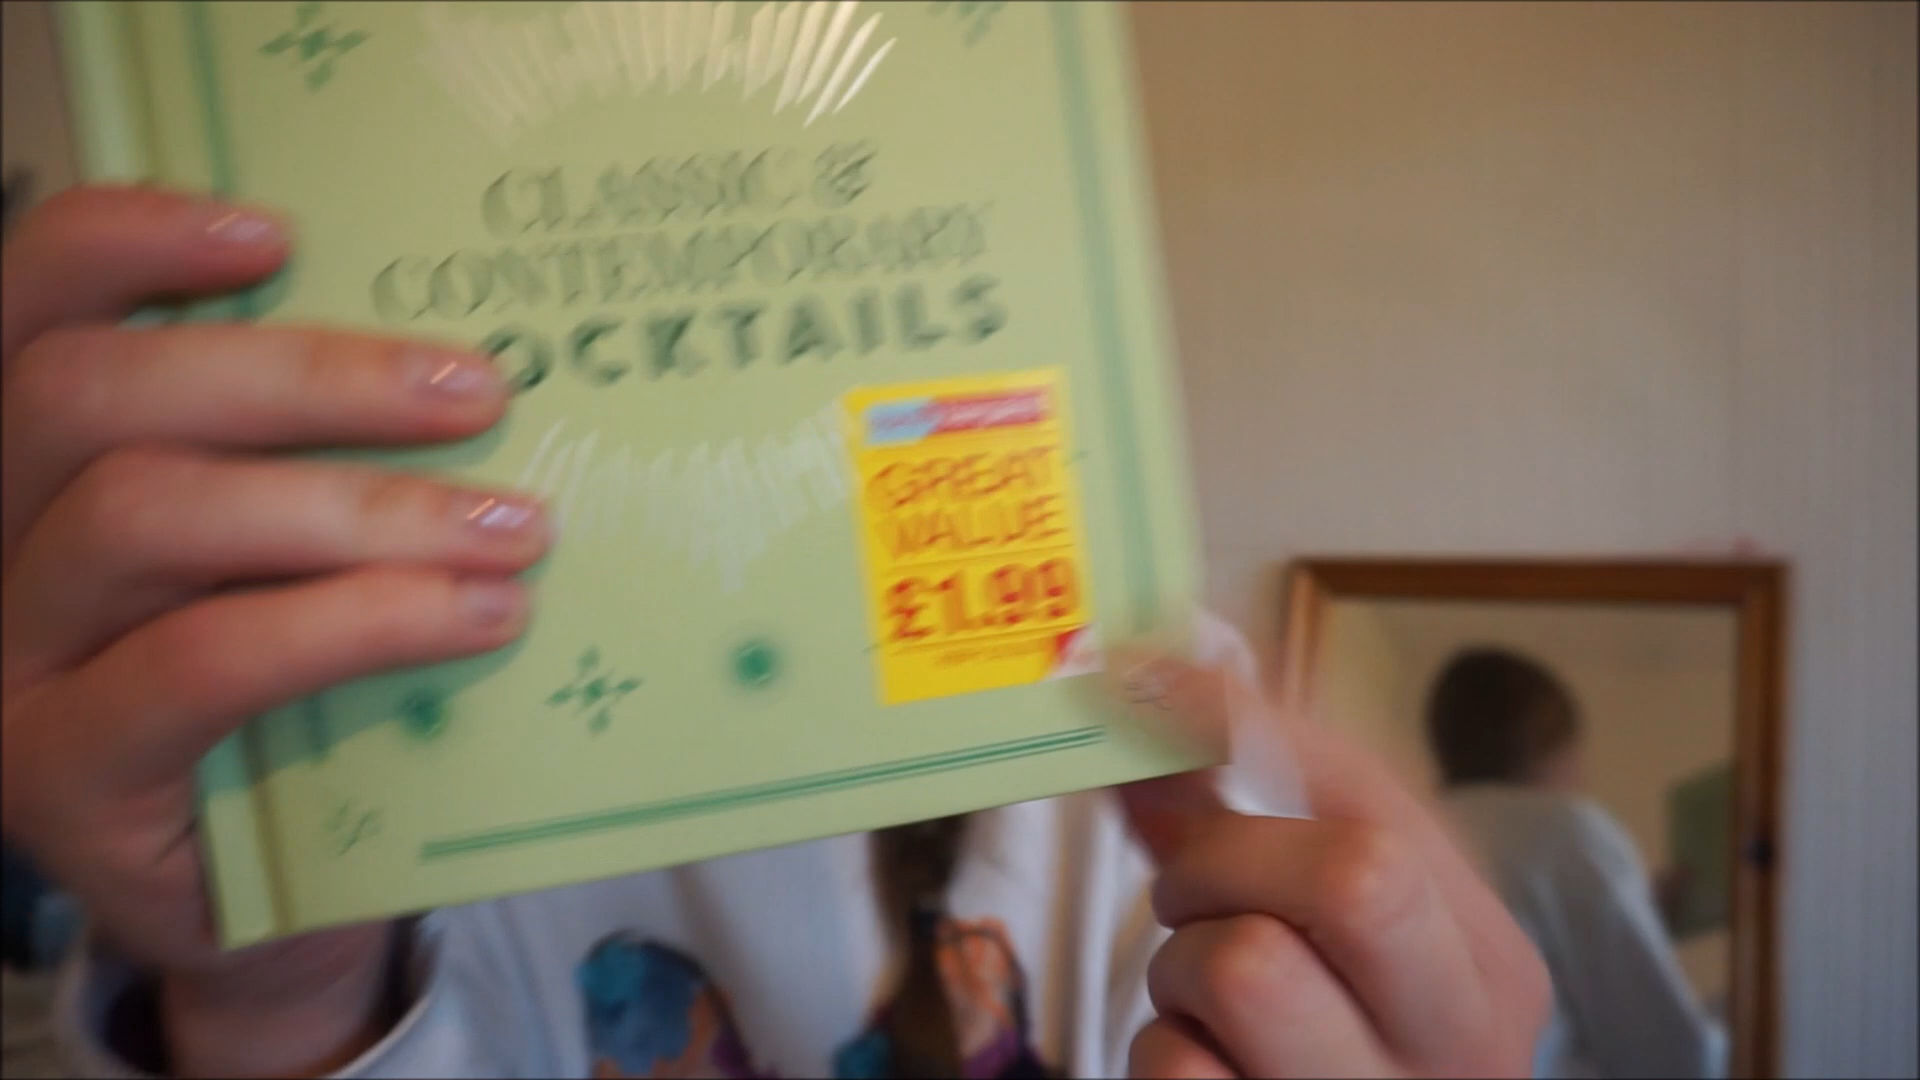 CLASSIC &
CONTEMPORARY
COCKTAILS
GREAT
VALUE
£1.99